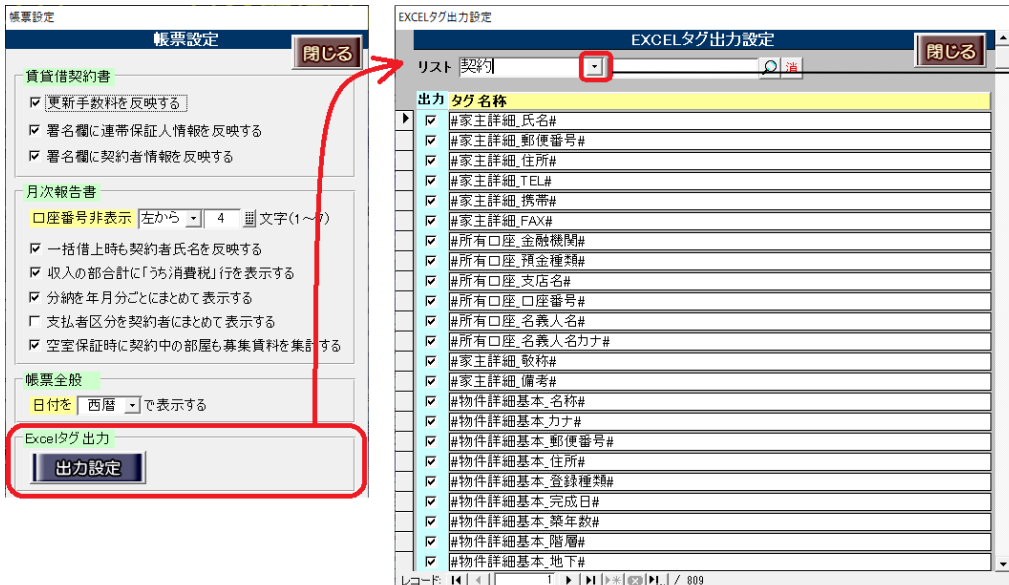 帳票設定
帳票設定
閉じる
賃貸借契約書
更新手数料を反映する
署名欄に連帯保証人情報を反映する
署名欄に契約者情報を反映する
月次報告書
口座番号非表示 左から 4 文字(1～7)
一括借上時も契約者氏名を反映する
収入の部合計に「うち消費税」行を表示する
分納を年月分ごとにまとめて表示する
支払者区分を契約者にまとめて表示する
空室保証時に契約中の部屋も募集賃料を集計する
帳票全般
日付を 西暦 で表示する
Excelタグ出力
出力設定
EXCELタグ出力設定
EXCELタグ出力設定
閉じる
リスト 契約 消
出力 タグ名称
#家主詳細_氏名#
#家主詳細_郵便番号#
#家主詳細_住所#
#家主詳細_TEL#
#家主詳細_携帯#
#家主詳細_FAX#
#所有口座_金融機関#
#所有口座_預金種類#
#所有口座_支店名#
#所有口座_口座番号#
#所有口座_名義人名#
#所有口座_名義人名カナ#
#家主詳細_敬称#
#家主詳細_備考#
#物件詳細基本_名称#
#物件詳細基本_カナ#
#物件詳細基本_郵便番号#
#物件詳細基本_住所#
#物件詳細基本_登録種類#
#物件詳細基本_完成日#
#物件詳細基本_築年数#
#物件詳細基本_階層#
#物件詳細基本_地下#
レコード: 1 / 809